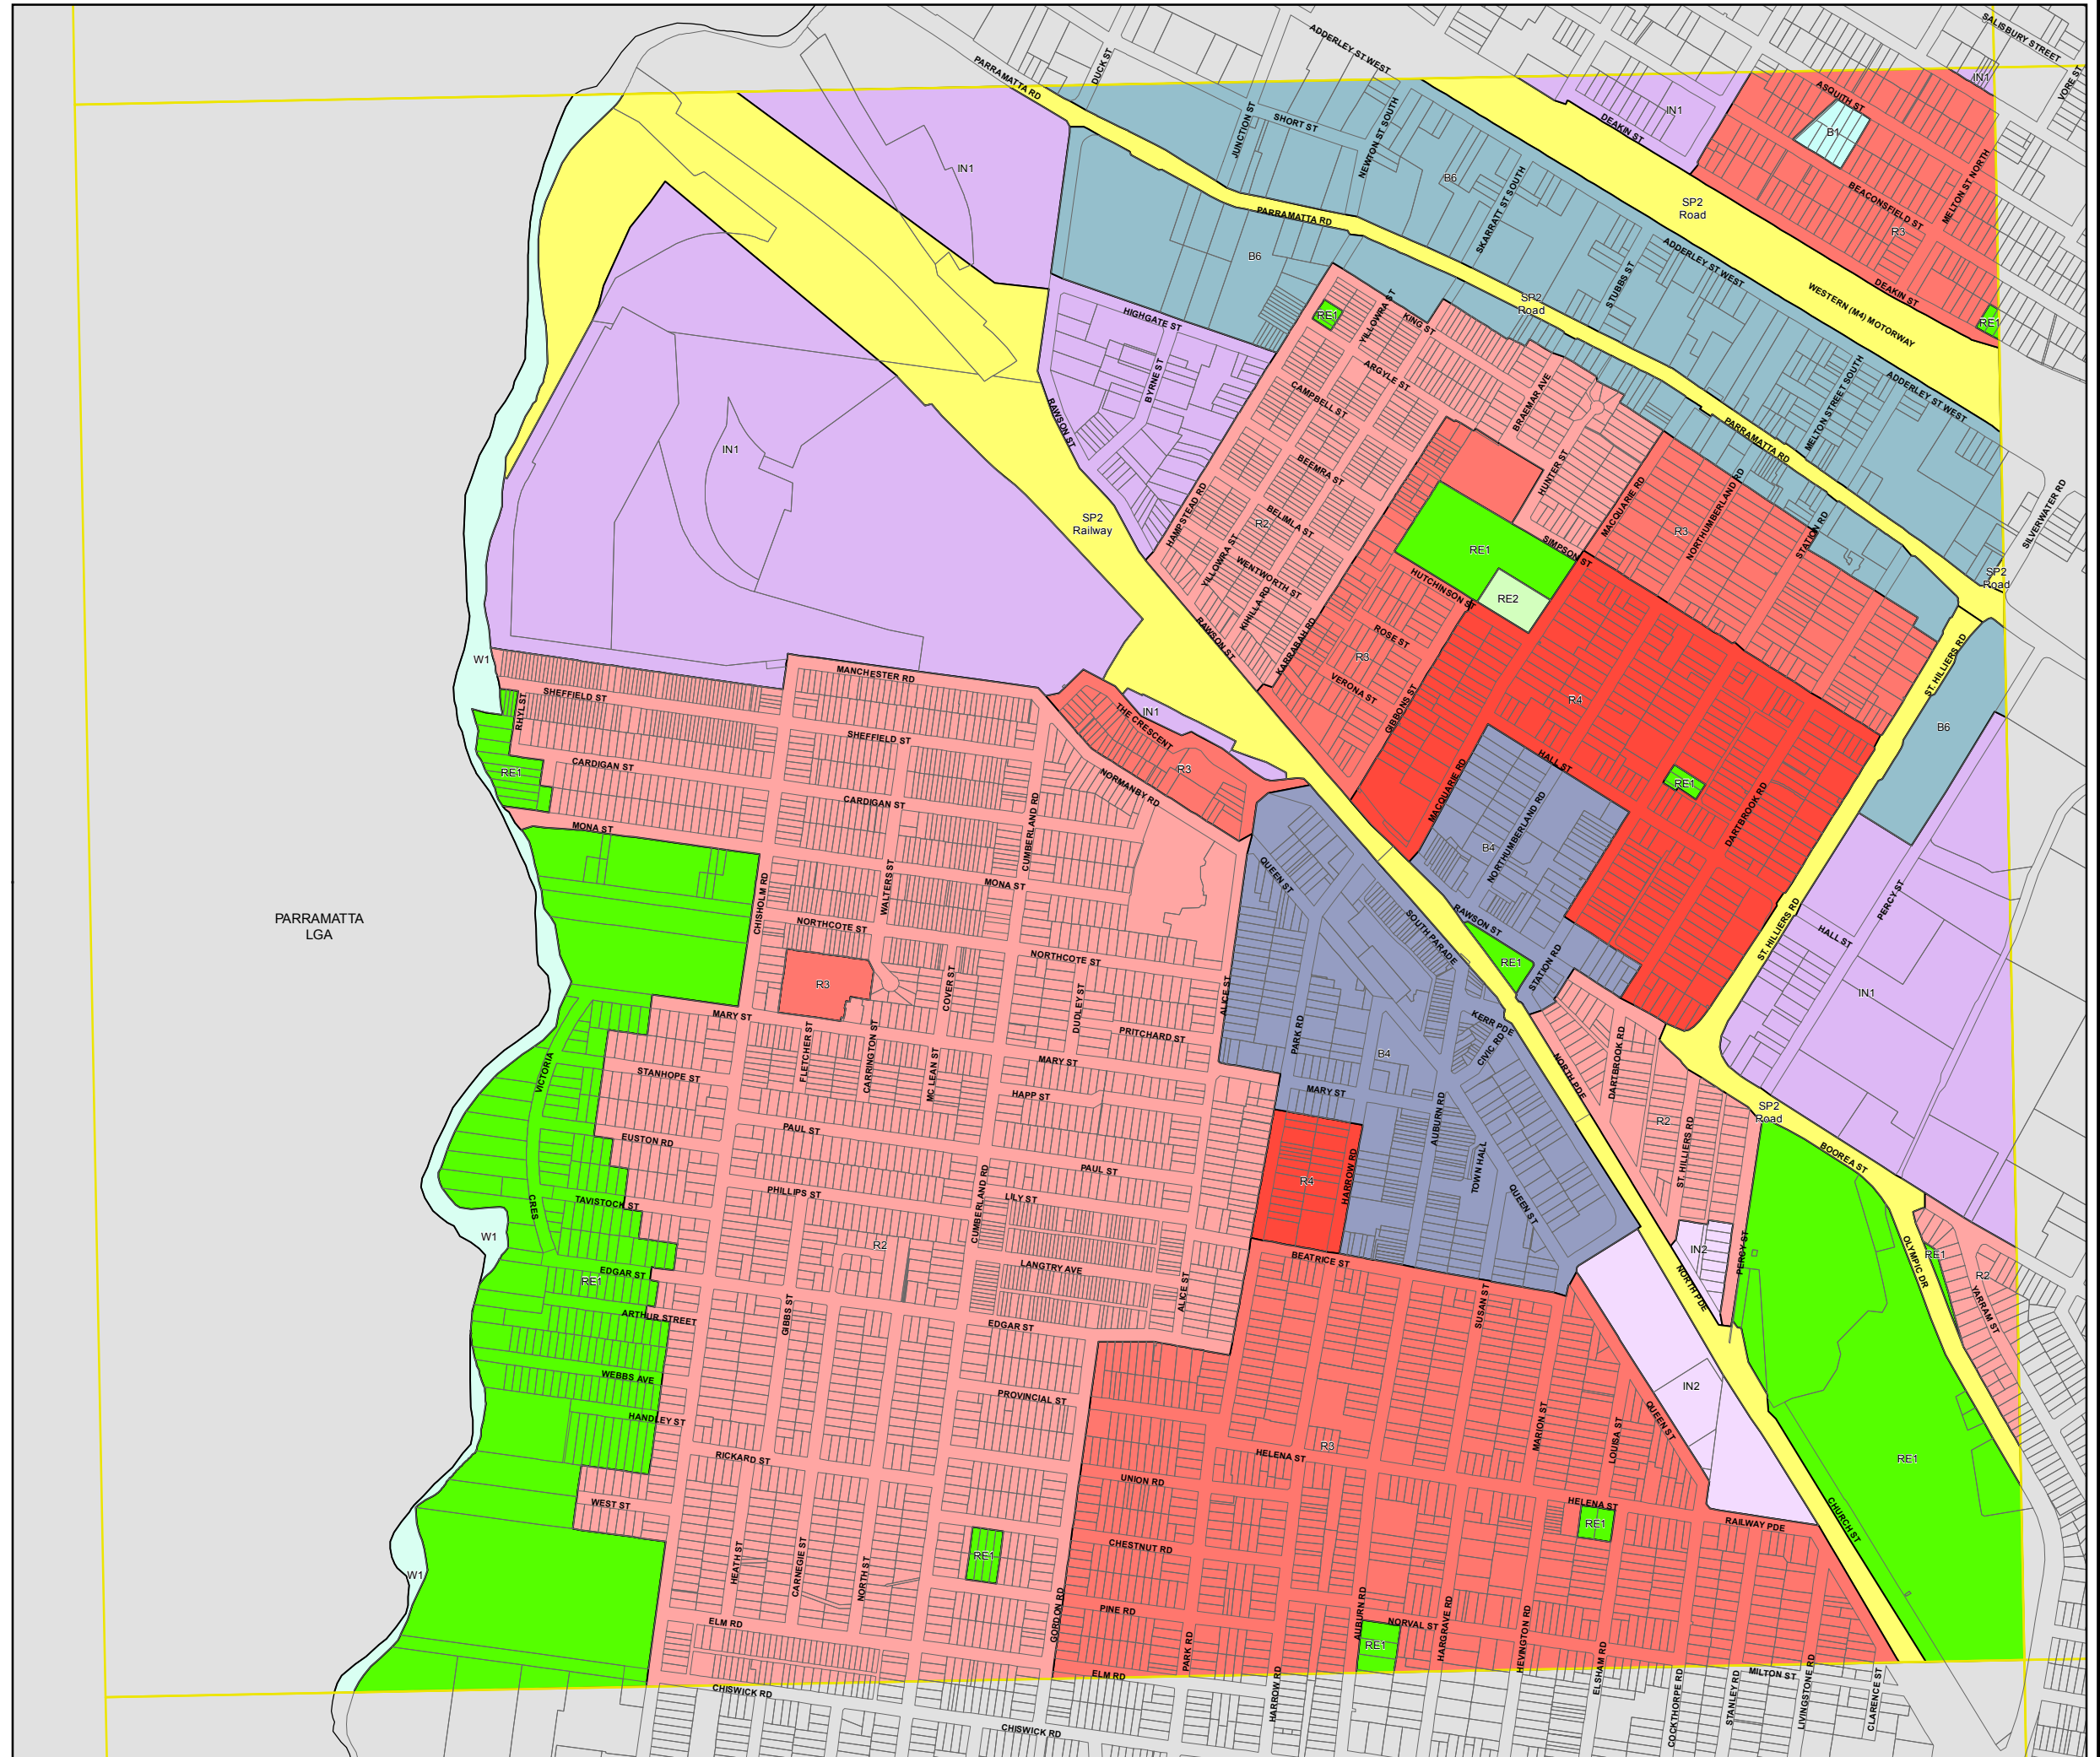 SALISBURY STREET
ADDERLEY ST WEST
DUCK ST
PARRAMATTA RD
IN1
VORE ST
ASQUITH ST
IN1
B1
DEAKIN ST
SHORT ST
JUNCTION ST
NEWTON ST SOUTH
IN1
B6
SKARRATT ST SOUTH
BEACONSFIELD ST
MELTON ST NORTH
SP2
Road
PARRAMATTA RD
R3
B6
ADDERLEY ST WEST
STUBBS ST
DEAKIN ST
WESTERN (M4) MOTORWAY
SP2
Road
RE1
HIGHGATE ST
RE1
YILLOWRA ST
KING ST
BYRNE ST
ARGYLE ST
CAMPBELL ST
BRAEMAR AVE
MELTON STREET SOUTH
ADDERLEY ST WEST
RAWSON ST
PARRAMATTA RD
IN1
BEEMRA ST
HUNTER ST
HAMPSTEAD RD
R2
BELIMLA ST
MACQUARIE RD
R3
NORTHUMBERLAND RD
STATION RD
SILVERWATER RD
SP2
Railway
YILLOWRA ST
WENTWORTH ST
KIHILLA RD
RE1
SIMPSON ST
HUTCHINSON ST
RE2
SP2
Road
RAWSON ST
KARRABAH RD
ROSE ST
R3
VERONA ST
GIBBONS ST
R4
ST. HILLIERS RD
W1
MANCHESTER RD
SHEFFIELD ST
RHYL ST
IN1
THE CRESCENT
B6
SHEFFIELD ST
CARDIGAN ST
RE1
R3
NORMANBY RD
HALL ST
MACQUARIE RD
RE1
CARDIGAN ST
CUMBERLAND RD
NORTHUMBERLAND RD
DARTBROOK RD
MONA ST
B4
CHISHOLM RD
WALTERS ST
MONA ST
QUEEN ST
SOUTH PARADE
RAWSON ST
ST. HILLIERS RD
PERCY ST
HALL ST
PARRAMATTA
LGA
NORTHCOTE ST
NORTHCOTE ST
RE1
STATION RD
R3
COVER ST
DUDLEY ST
ALICE ST
IN1
MARY ST
PRITCHARD ST
PARK RD
KERR PDE
CIVIC RD
B4
VICTORIA
STANHOPE ST
FLETCHER ST
CARRINGTON ST
MC LEAN ST
MARY ST
HAPP ST
MARY ST
AUBURN RD
NORTH PDE
DARTBROOK RD
R2
ST HILLIERS RD
SP2
Road
EUSTON RD
PAUL ST
PAUL ST
BOOREA ST
TOWN HALL
HARROW RD
R4
CRES
TAVISTOCK ST
PHILLIPS ST
CUMBERLAND RD
LILY ST
QUEEN ST
W1
R2
PERCY ST
IN2
OLYMPIC DR
RE1
R2
BEATRICE ST
EDGAR ST
RE1
LANGTRY AVE
ALICE ST
NORTH PDE
YARRAM ST
ARTHUR STREET
GIBBS ST
EDGAR ST
SUSAN ST
WEBBS AVE
PROVINCIAL ST
IN2
HANDLEY ST
MARION ST
LOUISA ST
QUEEN ST
RICKARD ST
R3
HELENA ST
RE1
UNION RD
WEST ST
HELENA ST
RE1
RAILWAY PDE
CHURCH ST
CHESTNUT RD
HEATH ST
CARNEGIE ST
NORTH ST
RE1
W1
GORDON RD
PINE RD
ELM RD
AUBURN RD
NORVAL ST
RE1
HARGRAVE RD
HEVINGTON RD
PARK RD
ELM RD
HARROW RD
ELSHAM RD
MILTON ST
COCKTHORPE RD
STANLEY RD
LIVINGSTONE RD
CLARENCE ST
CHISWICK RD
CHISWICK RD